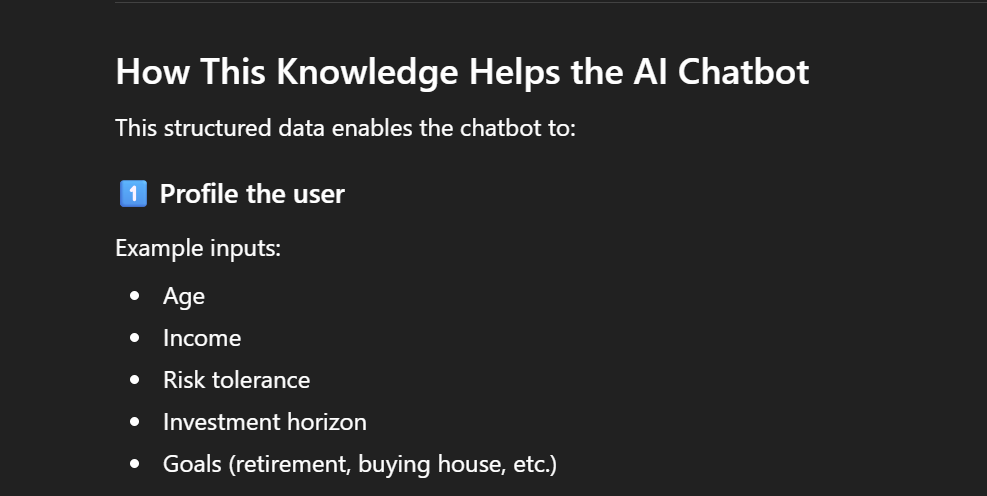 How This Knowledge Helps the AI Chatbot
This structured data enables the chatbot to:
1 Profile the user
Example inputs:
• Age
• Income
• Risk tolerance
• Investment horizon
• Goals (retirement, buying house, etc.)